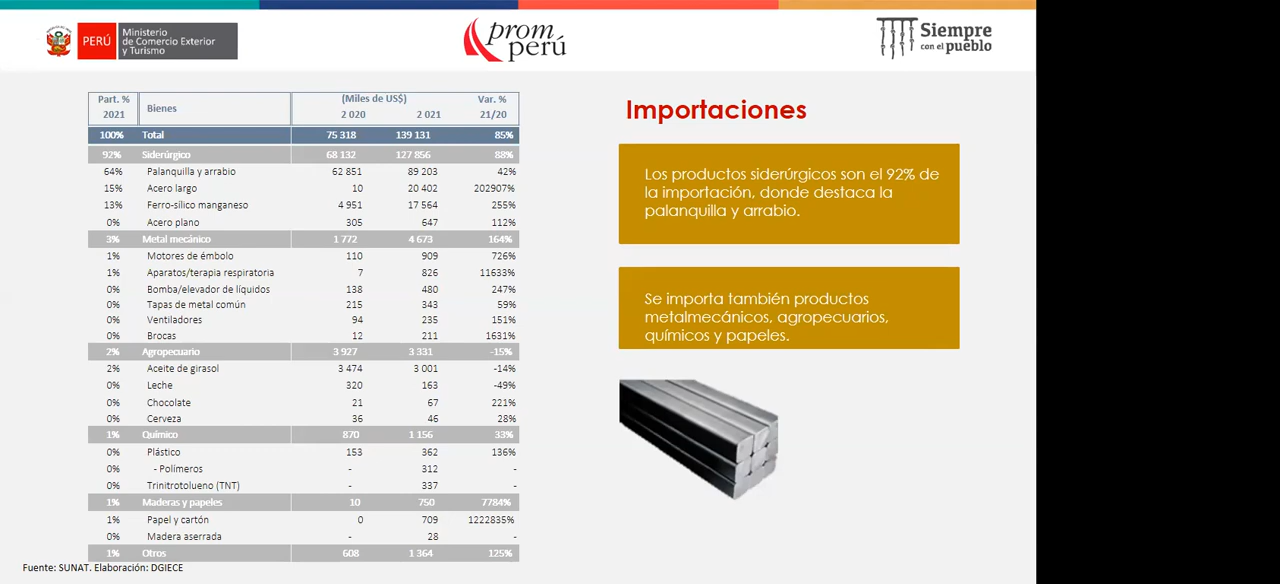 PERÚ
Ministerio
de Comercio Exterior
y Turismo
prom
perú
Siempre
con el pueblo
Part. %
2021
Bienes
(Miles de US$)
2 020
2 021
Var. %
21/20
100% Total 75 318 139 131 85%
92% Siderúrgico 68 132 127 856 88%
64% Palanquilla y arrabio 62 851 89 203 42%
15% Acero largo 10 20 402 202907%
13% Ferro-sílico manganeso 4 951 17 564 255%
0% Acero plano 305 647 112%
3% Metal mecánico 1 772 4 673 164%
1% Motores de émbolo 110 909 726%
1% Aparatos/terapia respiratoria 7 826 11633%
0% Bomba/elevador de líquidos 138 480 247%
0% Tapas de metal común 215 343 59%
0% Ventiladores 94 235 151%
0% Brocas 12 211 1631%
2% Agropecuario 3 927 3 331 -15%
2% Aceite de girasol 3 474 3 001 -14%
0% Leche 320 163 -49%
0% Chocolate 21 67 221%
0% Cerveza 36 46 28%
1% Químico 870 1 156 33%
0% Plástico 153 362 136%
0% - Polímeros - 312 -
0% Trinitrotolueno (TNT) - 337 -
1% Maderas y papeles 10 750 7784%
1% Papel y cartón 0 709 1222835%
0% Madera aserrada - 28 -
1% Otros 608 1 364 125%
Fuente: SUNAT. Elaboración: DGIECE
Importaciones
Los productos siderúrgicos son el 92% de
la importación, donde destaca la
palanquilla y arrabio.
Se importa también productos
metalmecánicos, agropecuarios,
químicos y papeles.